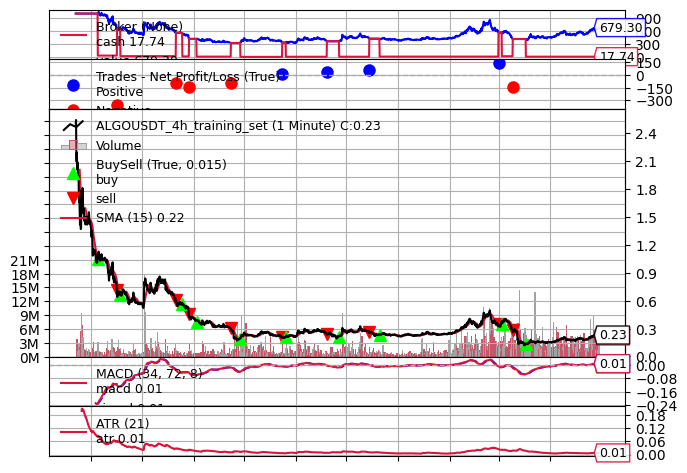 Broker (None)
cash 17.74
900
679.30
300
17.74
Trades - Net Profit/Loss (True)
Positive
150
0
−150
−300
ALGOUSDT_4h_training_set (1 Minute) C:0.23
Volume
BuySell (True, 0.015)
buy
sell
SMA (15) 0.22
2.4
2.1
1.8
1.5
1.2
0.9
0.6
0.3
0.23
0.0
21M
18M
15M
12M
9M
6M
3M
0M
MACD (34, 72, 8)
macd 0.01
0.01
0.00
−0.08
−0.16
−0.24
ATR (21)
atr 0.01
0.18
0.12
0.06
0.01
0.00